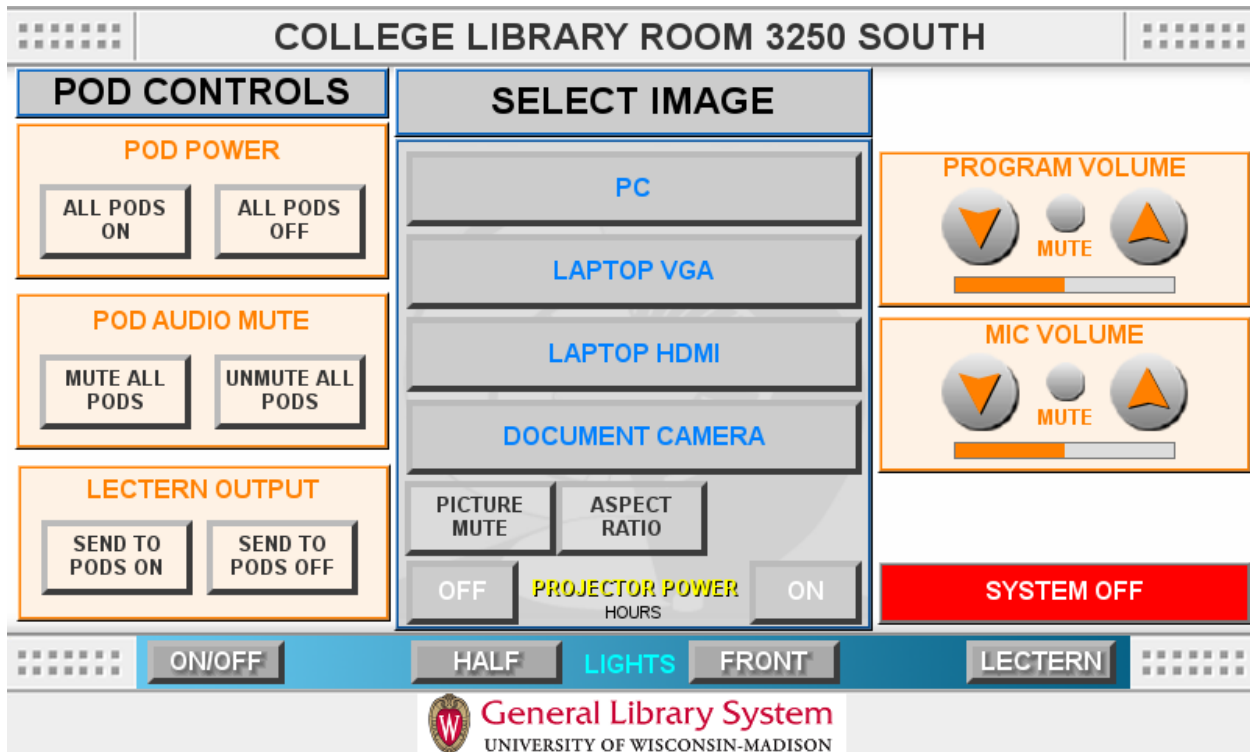 COLLEGE LIBRARY ROOM 3250 SOUTH
POD CONTROLS
POD POWER
ALL PODS
ON
ALL PODS
OFF
POD AUDIO MUTE
MUTE ALL
PODS
UNMUTE ALL
PODS
LECTERN OUTPUT
SEND TO
PODS ON
SEND TO
PODS OFF
SELECT IMAGE
PC
LAPTOP VGA
LAPTOP HDMI
DOCUMENT CAMERA
PICTURE
MUTE
ASPECT
RATIO
OFF
PROJECTOR POWER
HOURS
ON
PROGRAM VOLUME
MUTE
MIC VOLUME
MUTE
SYSTEM OFF
ON/OFF
HALF
LIGHTS
FRONT
LECTERN
W
General Library System
UNIVERSITY OF WISCONSIN-MADISON